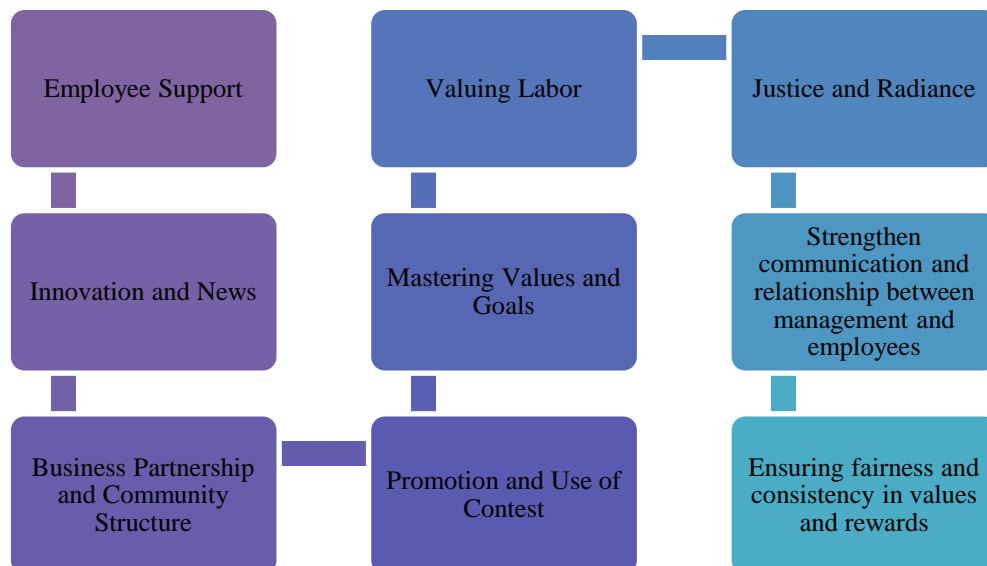 Employee Support
Innovation and News
Business Partnership
and Community
Structure
Promotion and Use of
Contest
Mastering Values and
Goals
Valuing Labor
Justice and Radiance
Strengthen
communication and
relationship between
management and
employees
Ensuring fairness and
consistency in values
and rewards